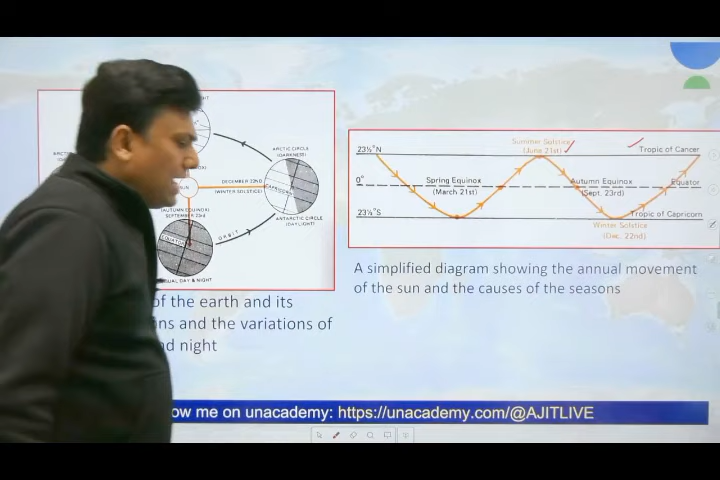 ARCTIC CIRCLE
(DARKNESS)
DECEMBER 22ND
(WINTER SOLSTICE)
CAPRICORN
(AUTUMN EQUINOX)
SEPTEMBER 23rd
ANTARCTIC CIRCLE
(DAYLIGHT)
ORBIT
EQUATOR
UAL DAY & NIGHT
of the earth and its
ns and the variations of
d night
Summer Solstice
(June 21st)
23½°N
Tropic of Cancer
0°
Spring Equinox
(March 21st)
Autumn Equinox
(Sept. 23rd)
Equator
23½°S
Tropic of Capricorn
Winter Solstice
(Dec. 22nd)
A simplified diagram showing the annual movement
of the sun and the causes of the seasons
ow me on unacademy: https://unacademy.com/@AJITLIVE